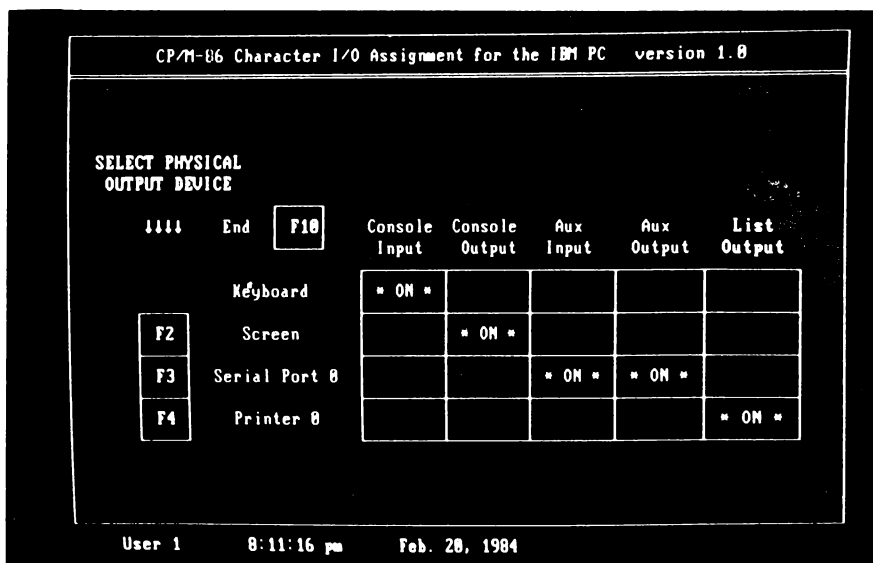 CP/M-86 Character I/O Assignment for the IBM PC version 1.0
SELECT PHYSICAL
OUTPUT DEVICE
↓↓↓↓ End F10 Console Input Console Output Aux Input Aux Output List Output
Keyboard * ON *
F2 Screen * ON *
F3 Serial Port 0 * ON * * ON *
F4 Printer 0 * ON *
User 1 8:11:16 pm Feb. 20, 1984